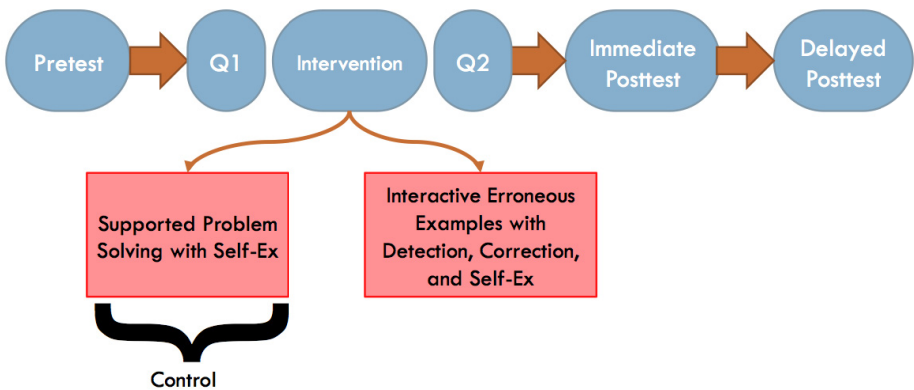 Pretest
Q1
Intervention
Q2
Immediate
Posttest
Delayed
Posttest
Supported Problem
Solving with Self-Ex
Interactive Erroneous
Examples with
Detection, Correction,
and Self-Ex
Control